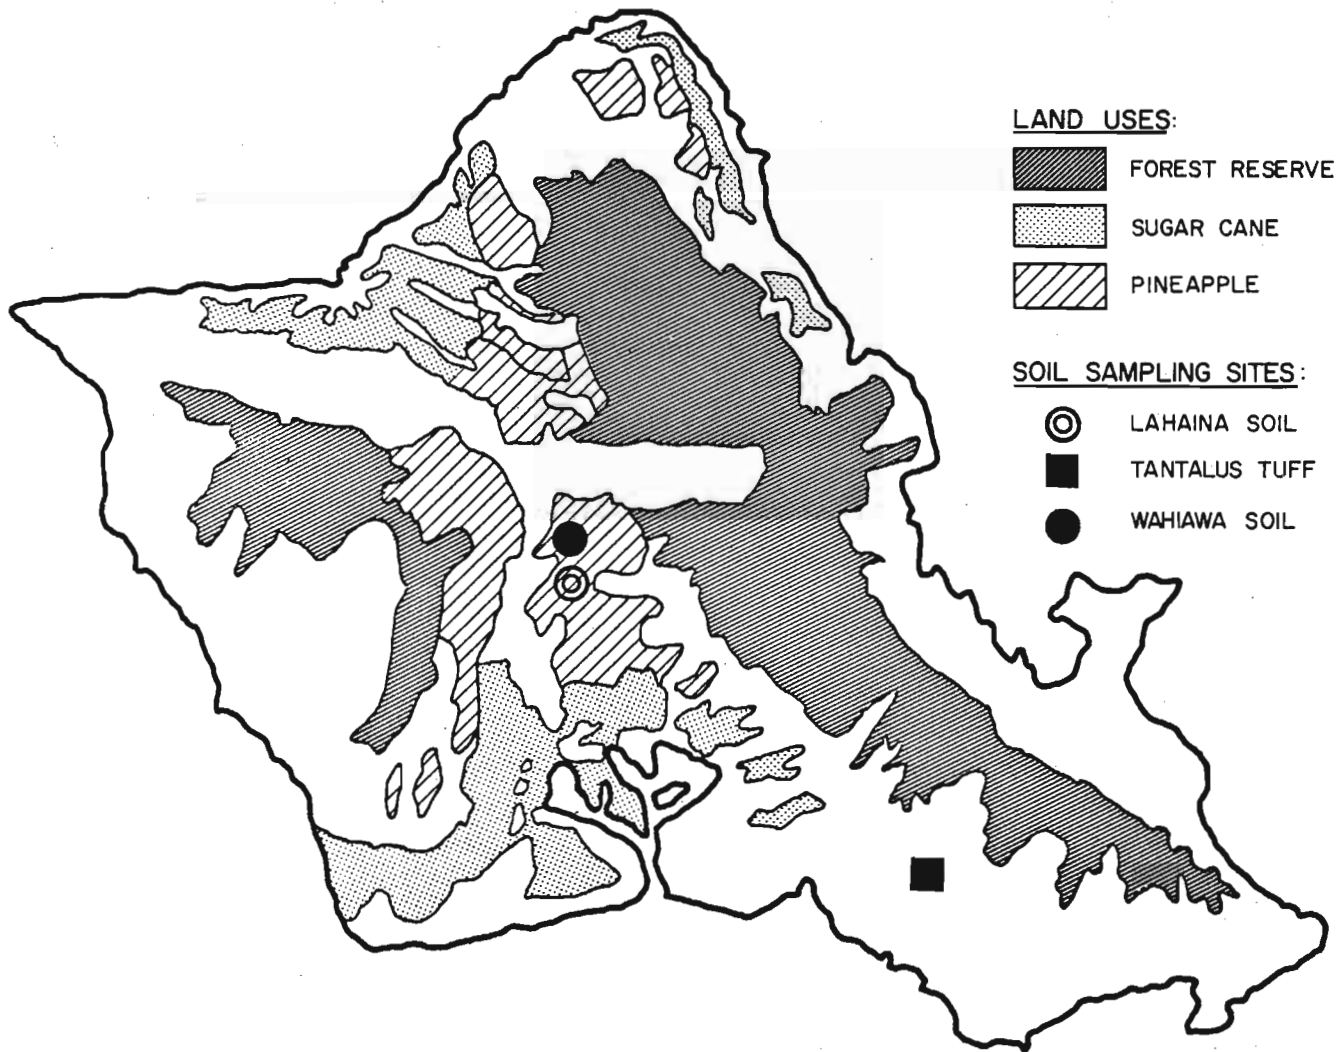 LAND USES:
FOREST RESERVE
SUGAR CANE
PINEAPPLE
SOIL SAMPLING SITES:
LAHAINA SOIL
TANTALUS TUFF
WAHIAWA SOIL